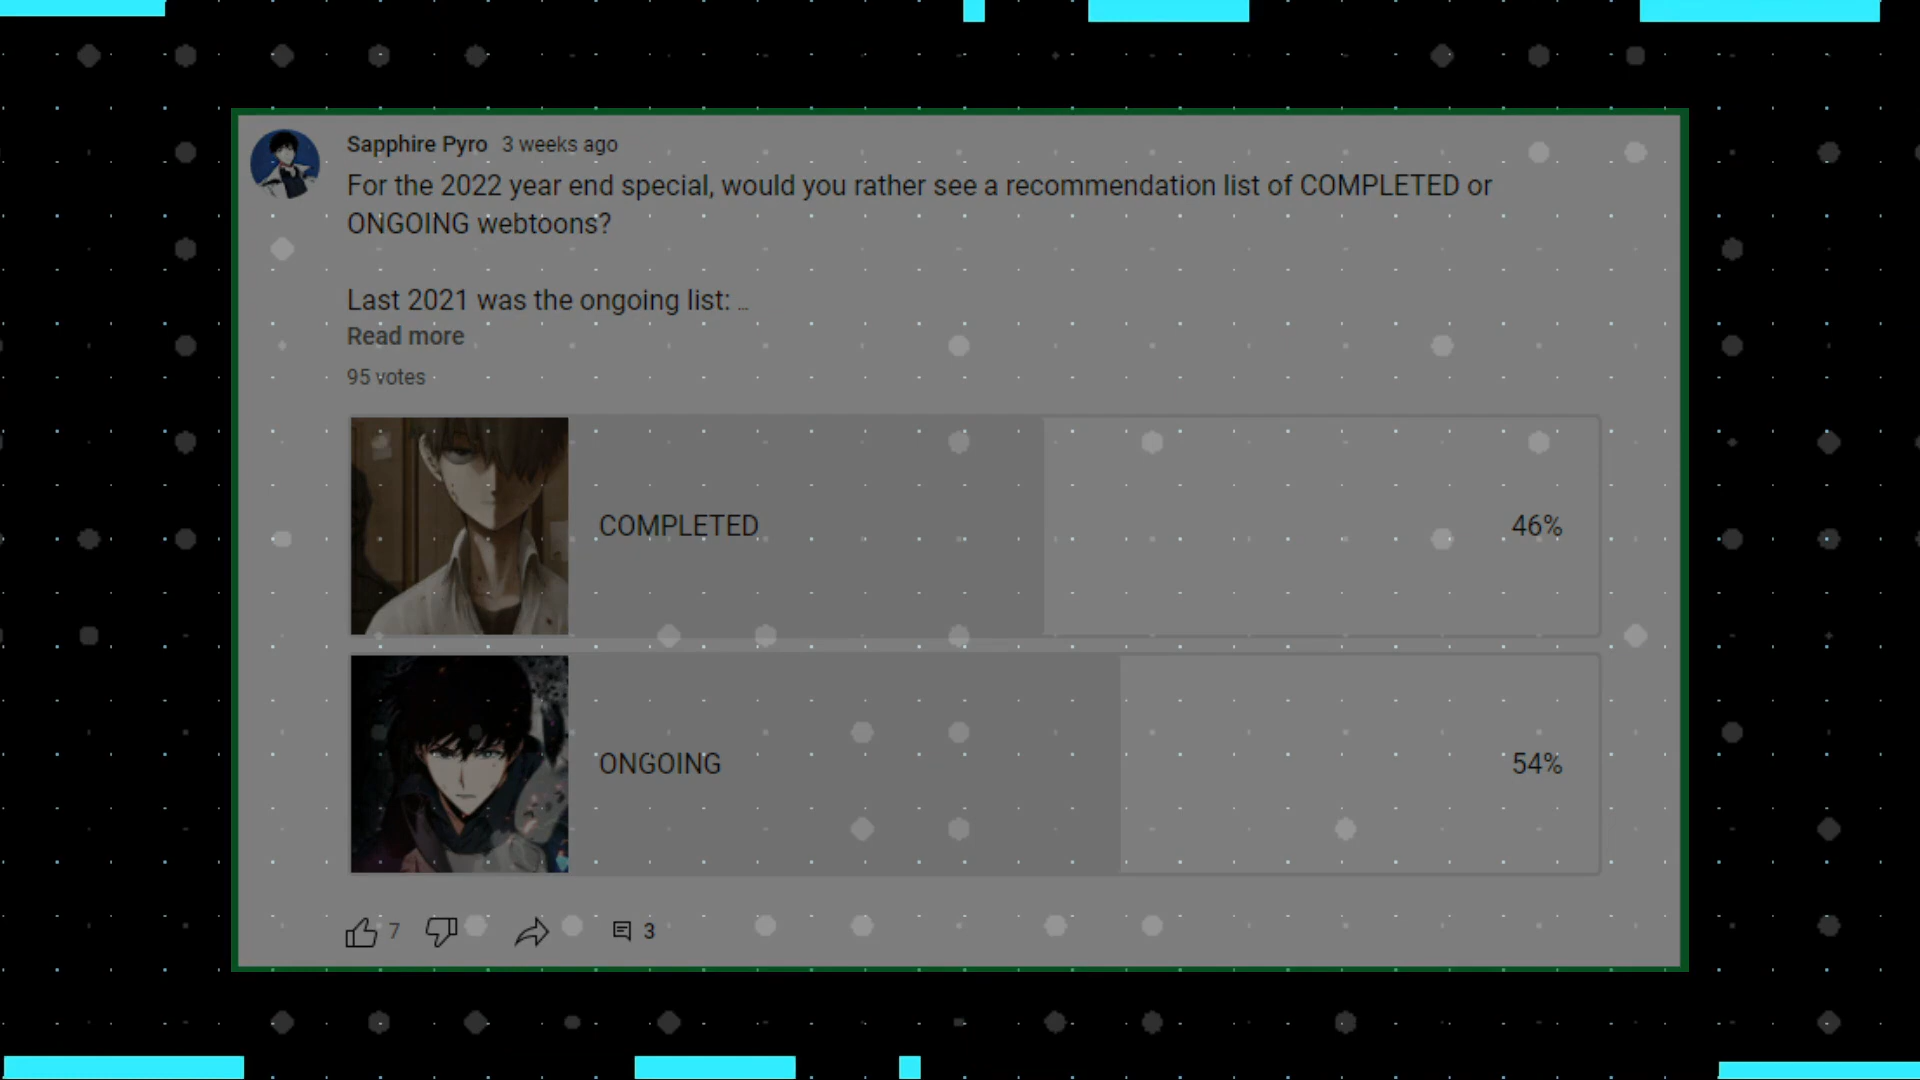 Sapphire Pyro 3 weeks ago
For the 2022 year end special, would you rather see a recommendation list of COMPLETED or
ONGOING webtoons?
Last 2021 was the ongoing list: ...
Read more
95 votes
COMPLETED 46%
ONGOING 54%
7 3